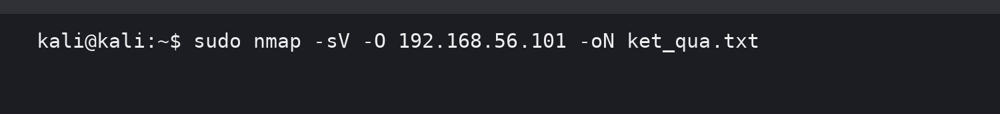 kali@kali:~$ sudo nmap -sV -O 192.168.56.101 -oN ket_qua.txt